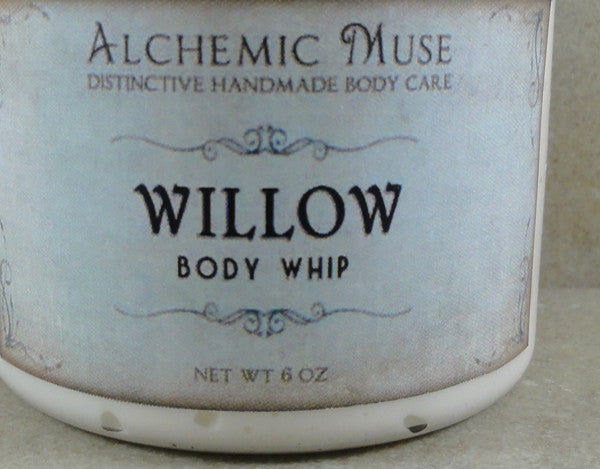 ALCHEMIC MUSE
DISTINCTIVE HANDMADE BODY CARE
WILLOW
BODY WHIP
NET WT 6 OZ